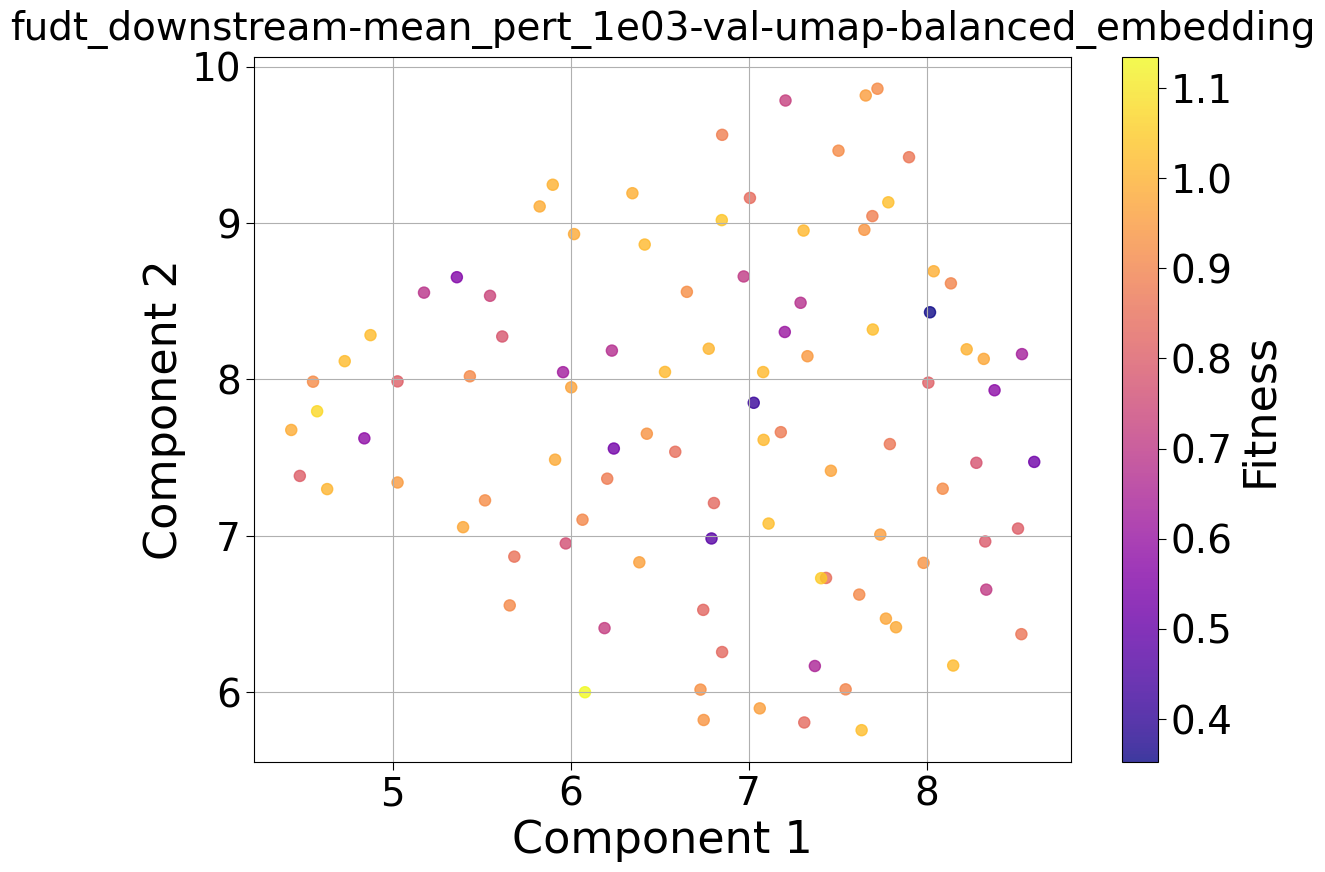 fudt_downstream-mean_pert_1e03-val-umap-balanced_embedding
10
9
8
7
6
5 6 7 8
Component 1
Component 2
1.1
1.0
0.9
0.8
0.7
0.6
0.5
0.4
Fitness